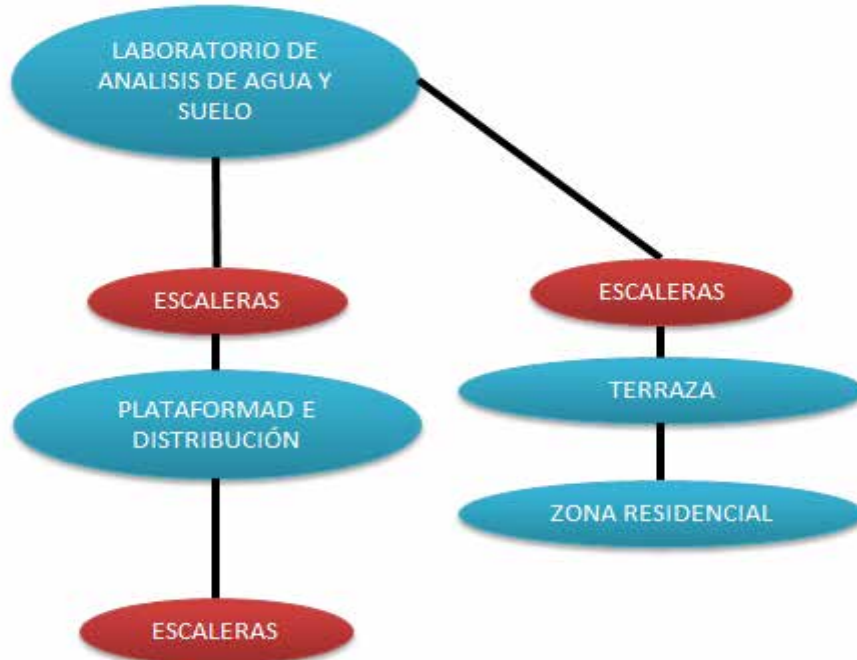 LABORATORIO DE
ANALISIS DE AGUA Y
SUELO
ESCALERAS
ESCALERAS
PLATAFORMAD E
DISTRIBUCIÓN
TERRAZA
ZONA RESIDENCIAL
ESCALERAS